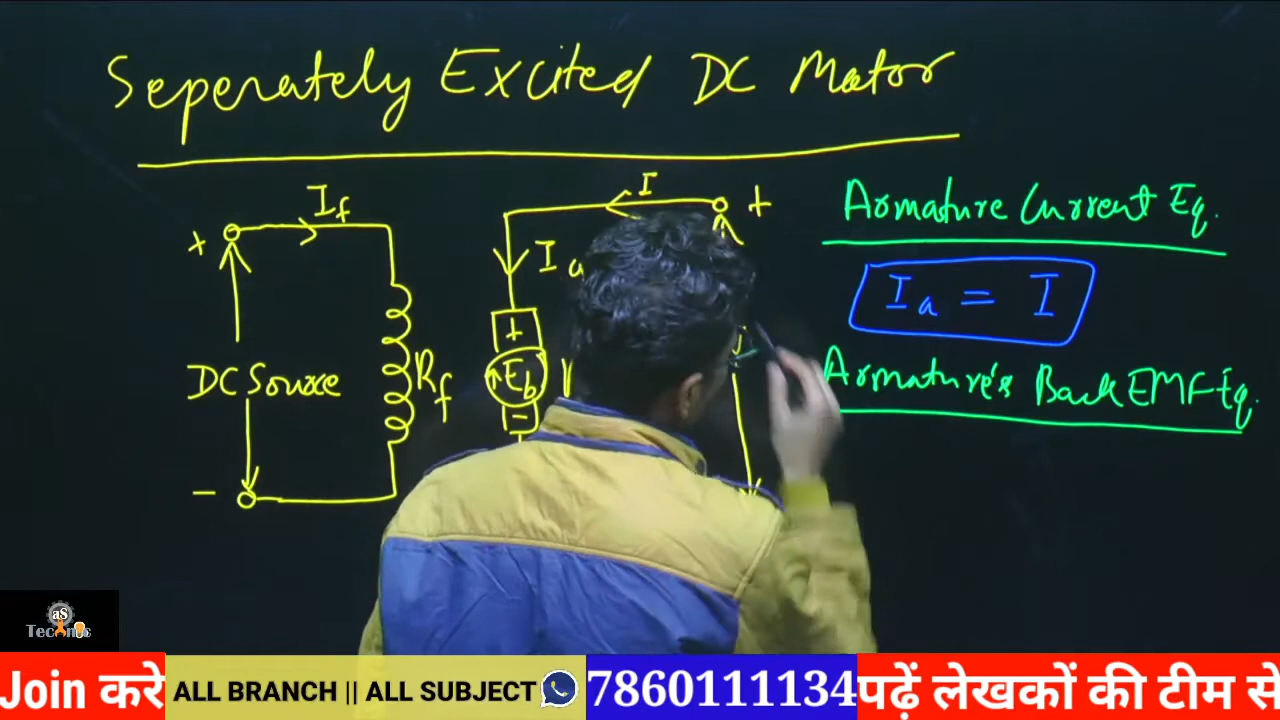 Seperately Excited DC Motor
If
I
+
+
Armature Current Eq.
Ia
Ia = I
+
DC Source
Rf
Eb
Armature's Back EMF Eq.
-
-
aS
Join करे ALL BRANCH || ALL SUBJECT 7860111134 पढ़ें लेखकों की टीम से